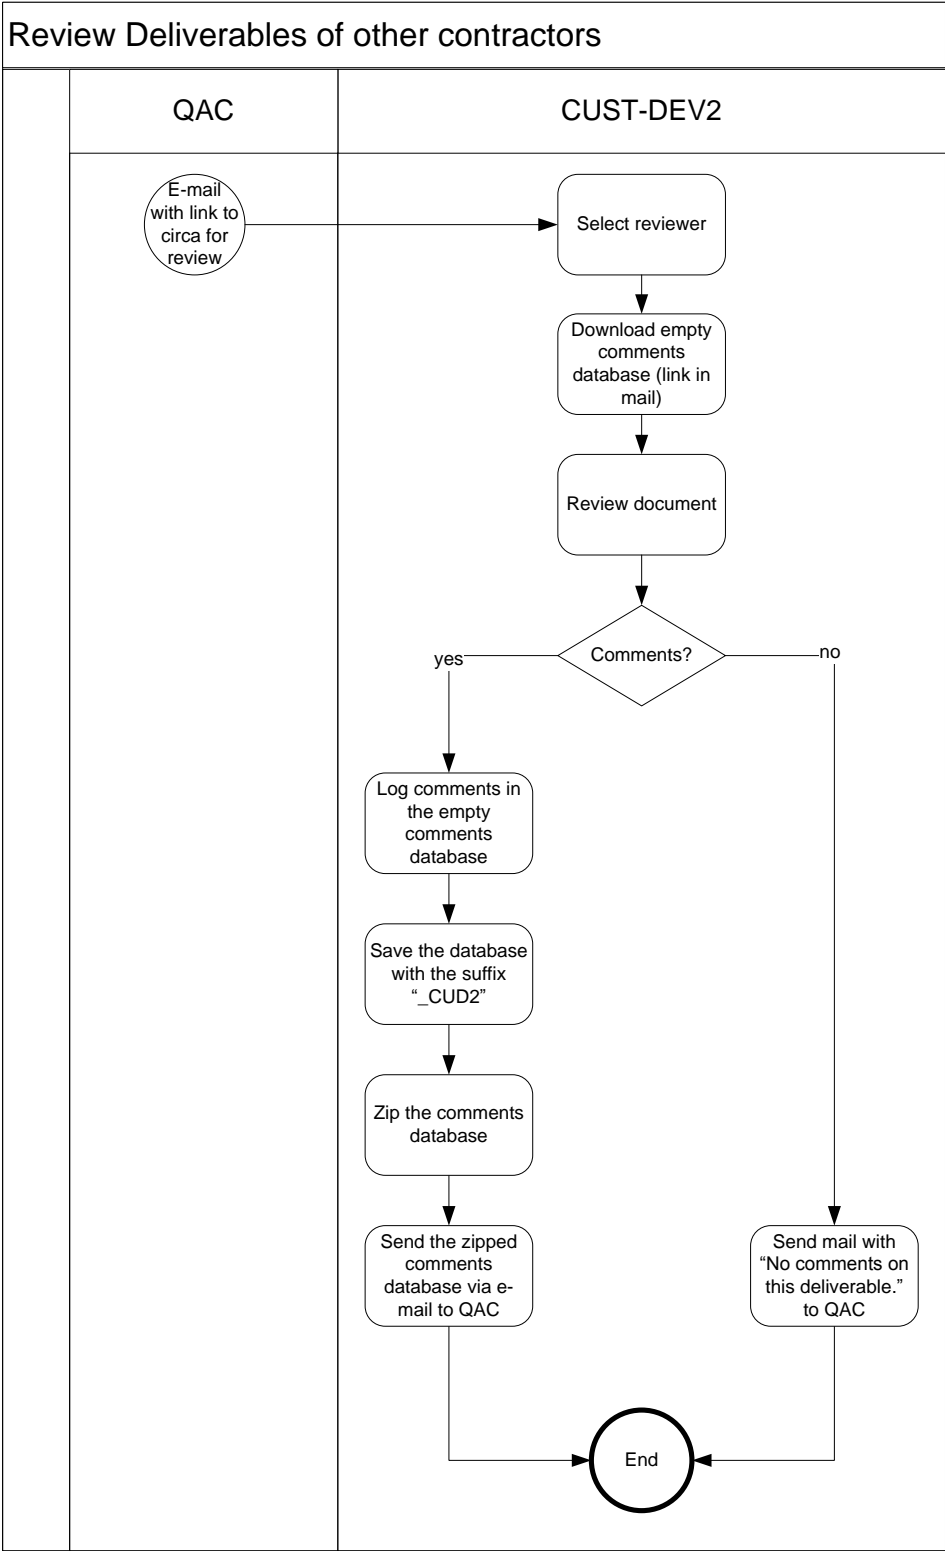 Review Deliverables of other contractors
QAC
CUST-DEV2
E-mail
with link to
circa for
review
Select reviewer
Download empty
comments
database (link in
mail)
Review document
Comments?
yes
no
Log comments in
the empty
comments
database
Save the database
with the suffix
“_CUD2”
Zip the comments
database
Send the zipped
comments
database via e-
mail to QAC
Send mail with
“No comments on
this deliverable.”
to QAC
End